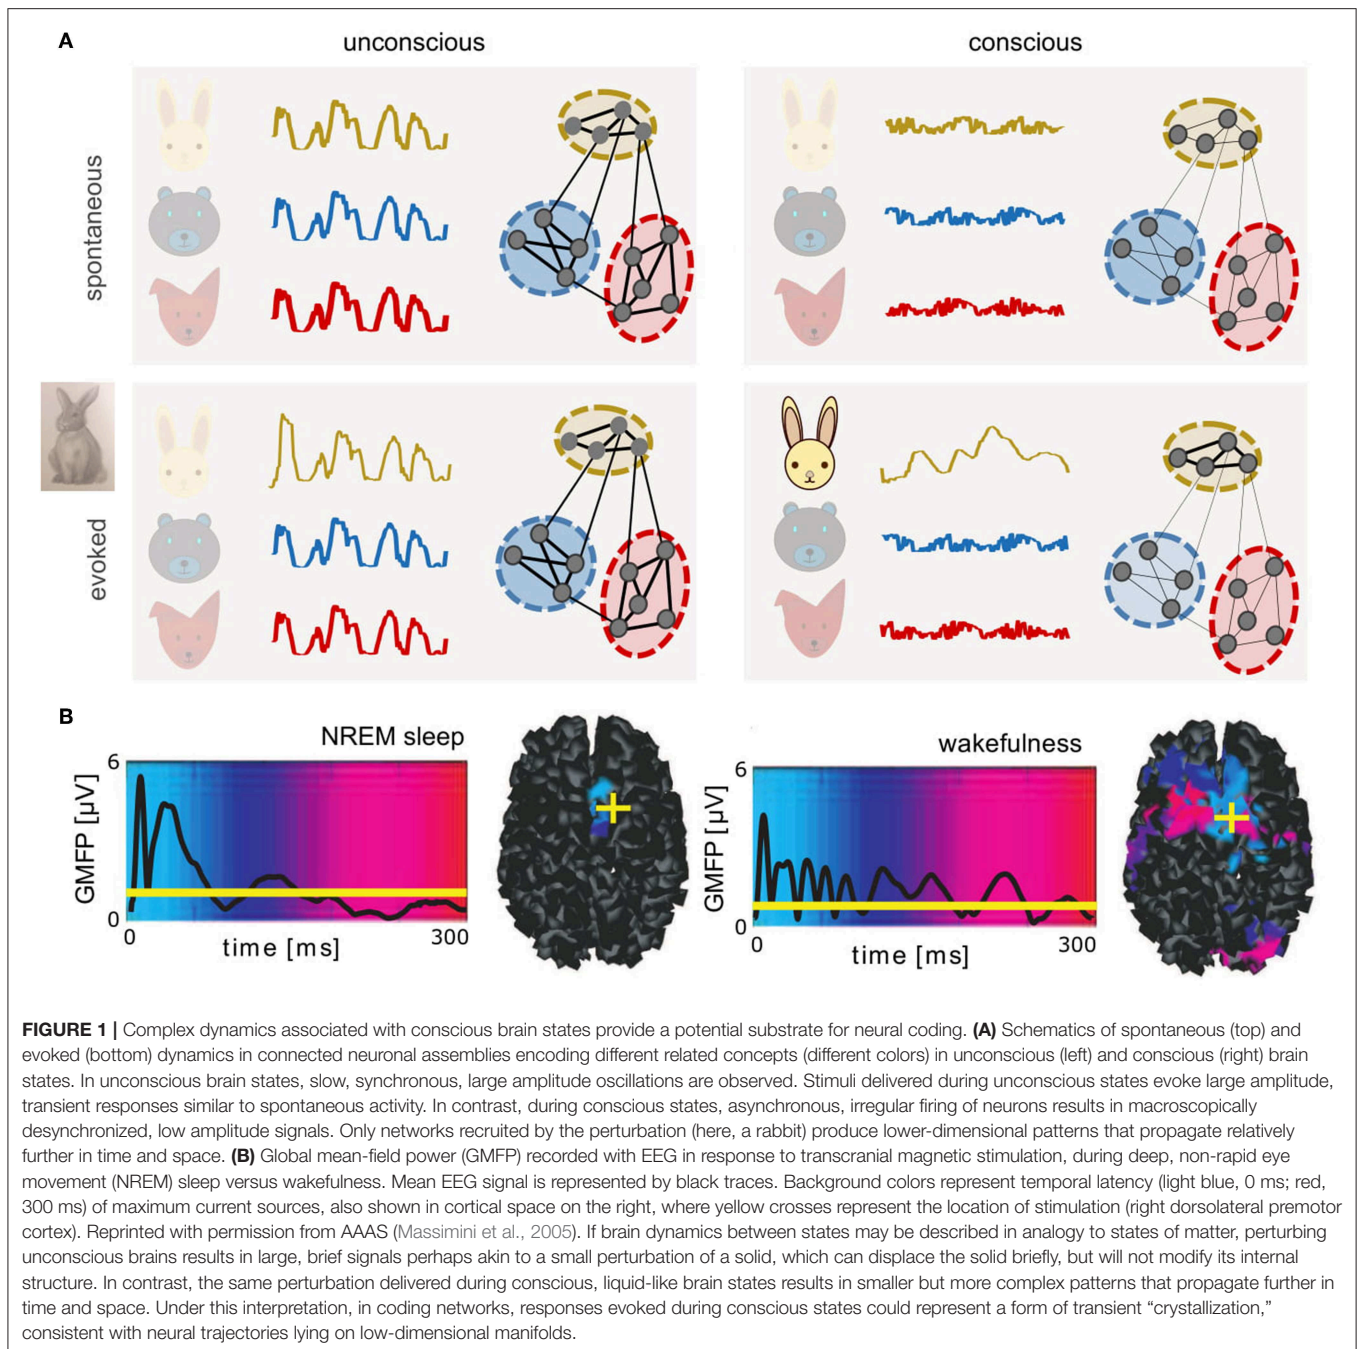 A
unconscious
conscious
spontaneous
evoked
B
NREM sleep
6
GMFP [µV]
0
0
300
time [ms]
wakefulness
6
GMFP [µV]
0
0
300
time [ms]
FIGURE 1 | Complex dynamics associated with conscious brain states provide a potential substrate for neural coding. (A) Schematics of spontaneous (top) and
evoked (bottom) dynamics in connected neuronal assemblies encoding different related concepts (different colors) in unconscious (left) and conscious (right) brain
states. In unconscious brain states, slow, synchronous, large amplitude oscillations are observed. Stimuli delivered during unconscious states evoke large amplitude,
transient responses similar to spontaneous activity. In contrast, during conscious states, asynchronous, irregular firing of neurons results in macroscopically
desynchronized, low amplitude signals. Only networks recruited by the perturbation (here, a rabbit) produce lower-dimensional patterns that propagate relatively
further in time and space. (B) Global mean-field power (GMFP) recorded with EEG in response to transcranial magnetic stimulation, during deep, non-rapid eye
movement (NREM) sleep versus wakefulness. Mean EEG signal is represented by black traces. Background colors represent temporal latency (light blue, 0 ms; red,
300 ms) of maximum current sources, also shown in cortical space on the right, where yellow crosses represent the location of stimulation (right dorsolateral premotor
cortex). Reprinted with permission from AAAS (Massimini et al., 2005). If brain dynamics between states may be described in analogy to states of matter, perturbing
unconscious brains results in large, brief signals perhaps akin to a small perturbation of a solid, which can displace the solid briefly, but will not modify its internal
structure. In contrast, the same perturbation delivered during conscious, liquid-like brain states results in smaller but more complex patterns that propagate further in
time and space. Under this interpretation, in coding networks, responses evoked during conscious states could represent a form of transient “crystallization,”
consistent with neural trajectories lying on low-dimensional manifolds.